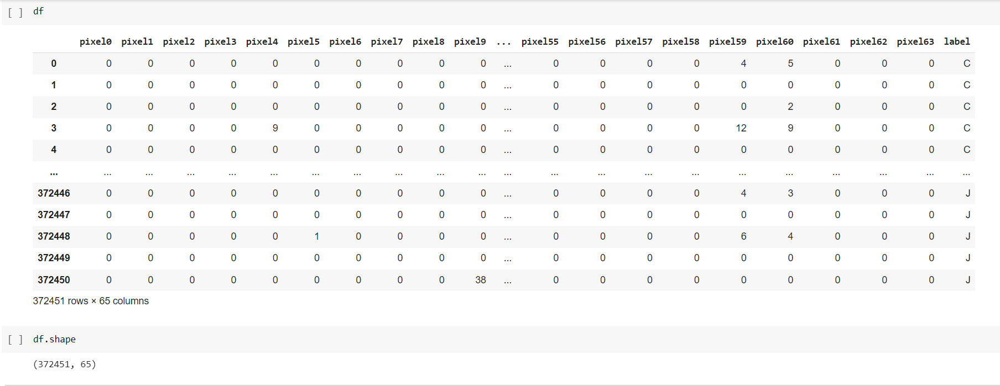 [ ] df
pixel0 pixel1 pixel2 pixel3 pixel4 pixel5 pixel6 pixel7 pixel8 pixel9 ... pixel55 pixel56 pixel57 pixel58 pixel59 pixel60 pixel61 pixel62 pixel63 label
0 0 0 0 0 0 0 0 0 0 0 ... 0 0 0 0 4 5 0 0 0 C
1 0 0 0 0 0 0 0 0 0 0 ... 0 0 0 0 0 0 0 0 0 C
2 0 0 0 0 0 0 0 0 0 0 ... 0 0 0 0 0 2 0 0 0 C
3 0 0 0 0 9 0 0 0 0 0 ... 0 0 0 0 12 9 0 0 0 C
4 0 0 0 0 0 0 0 0 0 0 ... 0 0 0 0 0 0 0 0 0 C
... ... ... ... ... ... ... ... ... ... ... ... ... ... ... ... ... ... ... ... ... ...
372446 0 0 0 0 0 0 0 0 0 0 ... 0 0 0 0 4 3 0 0 0 J
372447 0 0 0 0 0 0 0 0 0 0 ... 0 0 0 0 0 0 0 0 0 J
372448 0 0 0 0 0 1 0 0 0 0 ... 0 0 0 0 6 4 0 0 0 J
372449 0 0 0 0 0 0 0 0 0 0 ... 0 0 0 0 0 0 0 0 0 J
372450 0 0 0 0 0 0 0 0 0 38 ... 0 0 0 0 0 0 0 0 0 J
372451 rows × 65 columns
[ ] df.shape
(372451, 65)